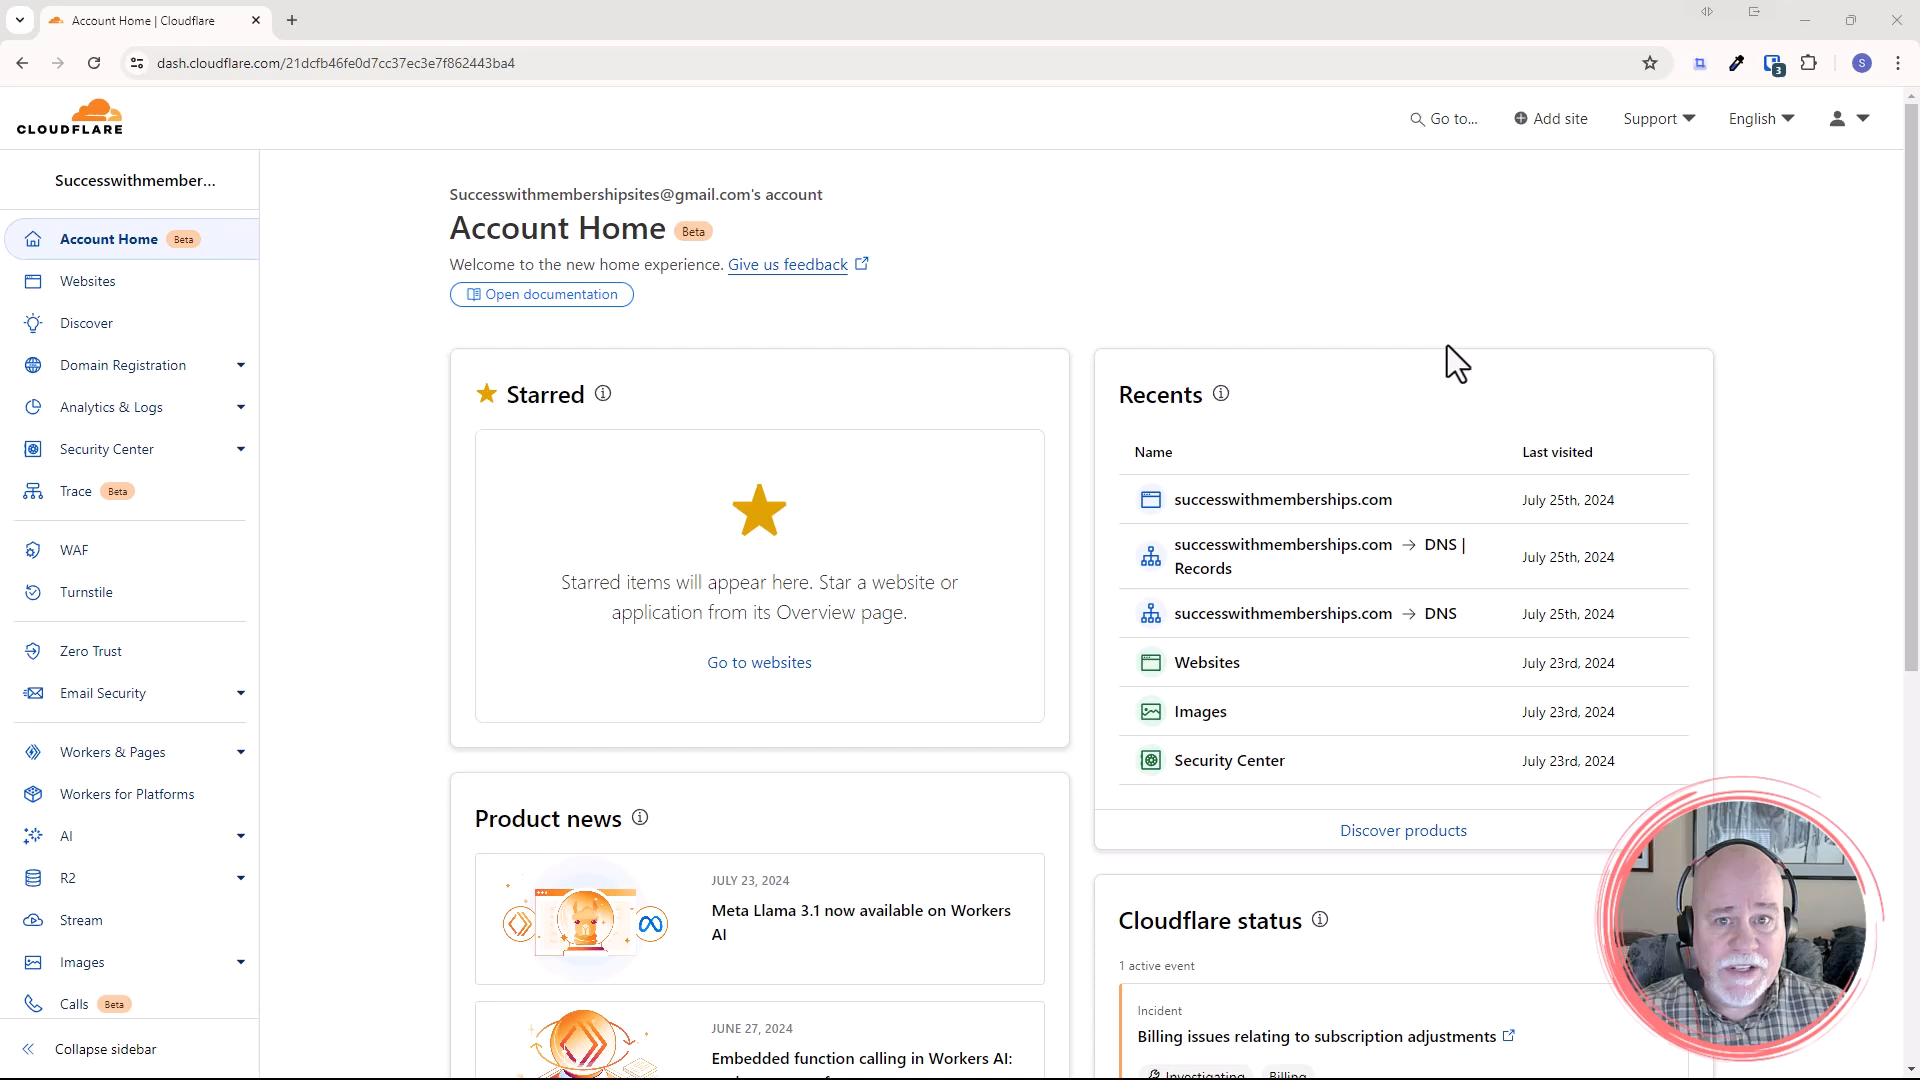 Account Home | Cloudflare
dash.cloudflare.com/21dcfb46fe0d7cc37ec3e7f862443ba4
3
S
CLOUDFLARE
Go to...
Add site
Support
English
Successwithmember...
Account Home Beta
Websites
Discover
Domain Registration
Analytics & Logs
Security Center
Trace Beta
WAF
Turnstile
Zero Trust
Email Security
Workers & Pages
Workers for Platforms
AI
R2
Stream
Images
Calls Beta
Collapse sidebar
Successwithmembershipsites@gmail.com's account
Account Home Beta
Welcome to the new home experience. Give us feedback
Open documentation
Starred
Starred items will appear here. Star a website or
application from its Overview page.
Go to websites
Product news
JULY 23, 2024
Meta Llama 3.1 now available on Workers
AI
JUNE 27, 2024
Embedded function calling in Workers AI:
Recents
Name Last visited
successwithmemberships.com July 25th, 2024
successwithmemberships.com → DNS |
Records July 25th, 2024
successwithmemberships.com → DNS July 25th, 2024
Websites July 23rd, 2024
Images July 23rd, 2024
Security Center July 23rd, 2024
Discover products
Cloudflare status
1 active event
Incident
Billing issues relating to subscription adjustments
Investigating Billing